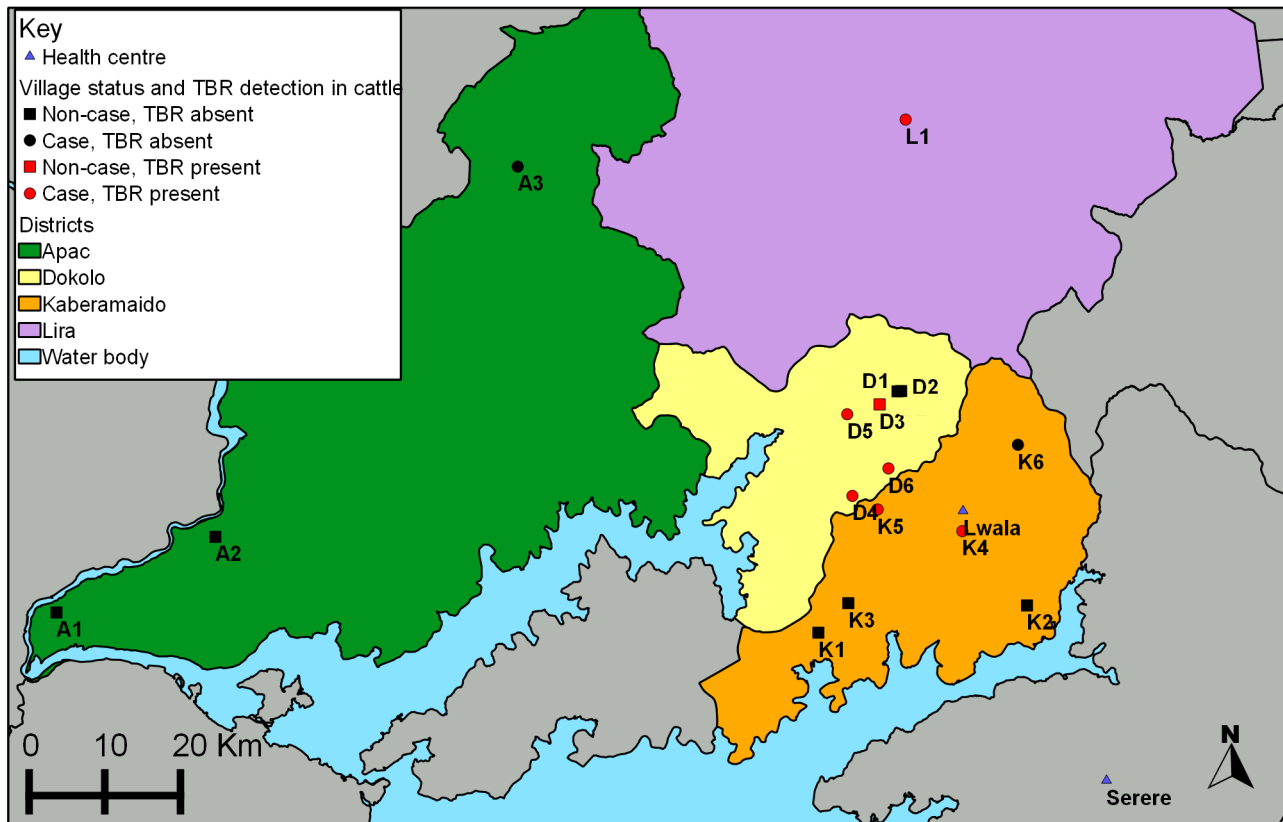 Key
Health centre
Village status and TBR detection in cattle
Non-case, TBR absent
Case, TBR absent
Non-case, TBR present
Case, TBR present
Districts
Apac
Dokolo
Kaberamaido
Lira
Water body
L1
A3
D1 D2
D3
D5
K6
D6
D4
K5
Lwala
K4
A2
A1
K3
K2
K1
0 10 20 Km
N
Serere